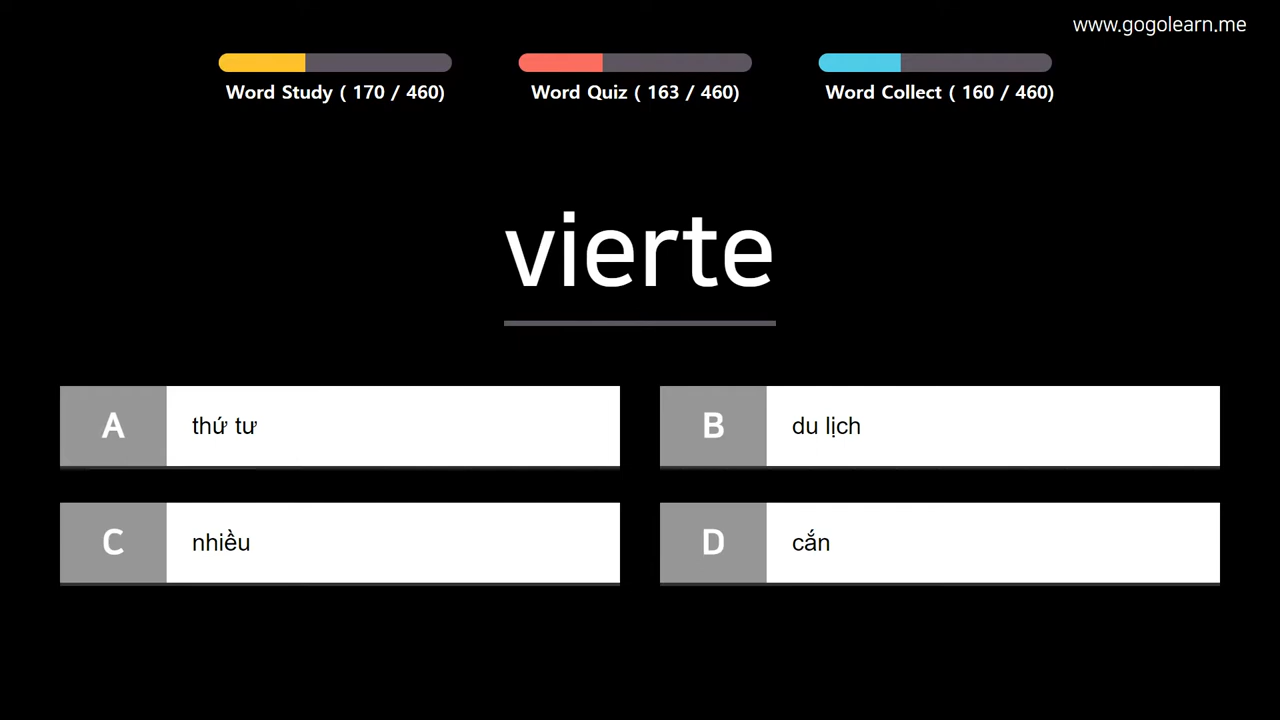 www.gogolearn.me
Word Study ( 170 / 460)
Word Quiz ( 163 / 460)
Word Collect ( 160 / 460)
vierte
A thứ tư
B du lịch
C nhiều
D cắn